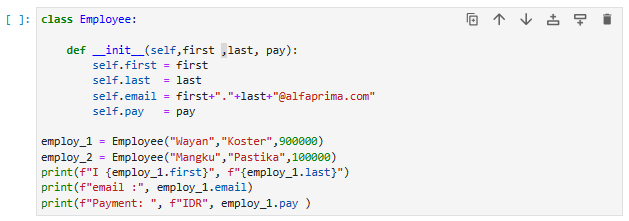 [ ]: class Employee:
    def __init__(self,first ,last, pay):
        self.first = first
        self.last  = last
        self.email = first+"."+last+"@alfaprima.com"
        self.pay   = pay
employ_1 = Employee("Wayan","Koster",900000)
employ_2 = Employee("Mangku","Pastika",100000)
print(f"I {employ_1.first}", f"{employ_1.last}")
print(f"email :", employ_1.email)
print(f"Payment: ", f"IDR", employ_1.pay )